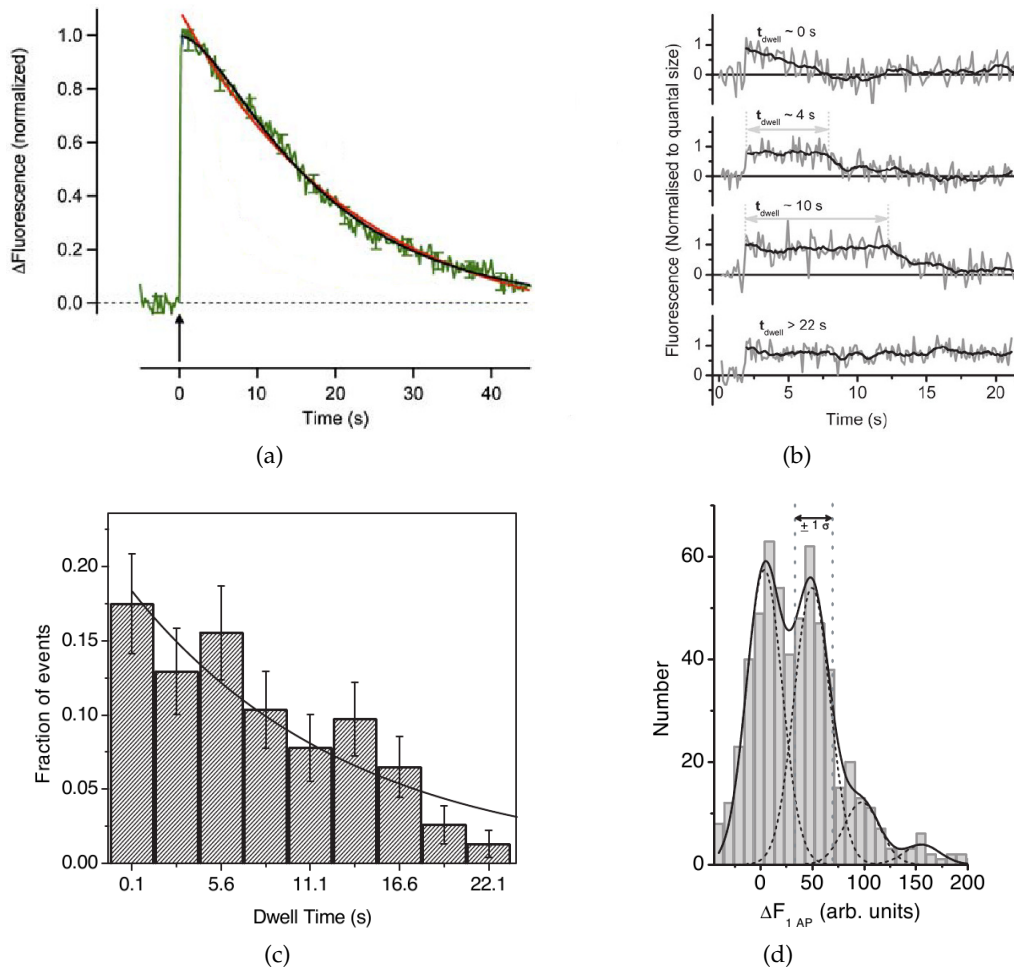 ΔFluorescence (normalized)
1.0
0.8
0.6
0.4
0.2
0.0
0 10 20 30 40
Time (s)
(a)
Fluorescence (Normalised to quantal size)
t_dwell ~ 0 s
1
0
t_dwell ~ 4 s
1
0
t_dwell ~ 10 s
1
0
t_dwell > 22 s
1
0
0 5 10 15 20
Time (s)
(b)
Fraction of events
0.20
0.15
0.10
0.05
0.00
0.1 5.6 11.1 16.6 22.1
Dwell Time (s)
(c)
Number
± 1 σ
60
40
20
0
0 50 100 150 200
ΔF_1 AP (arb. units)
(d)